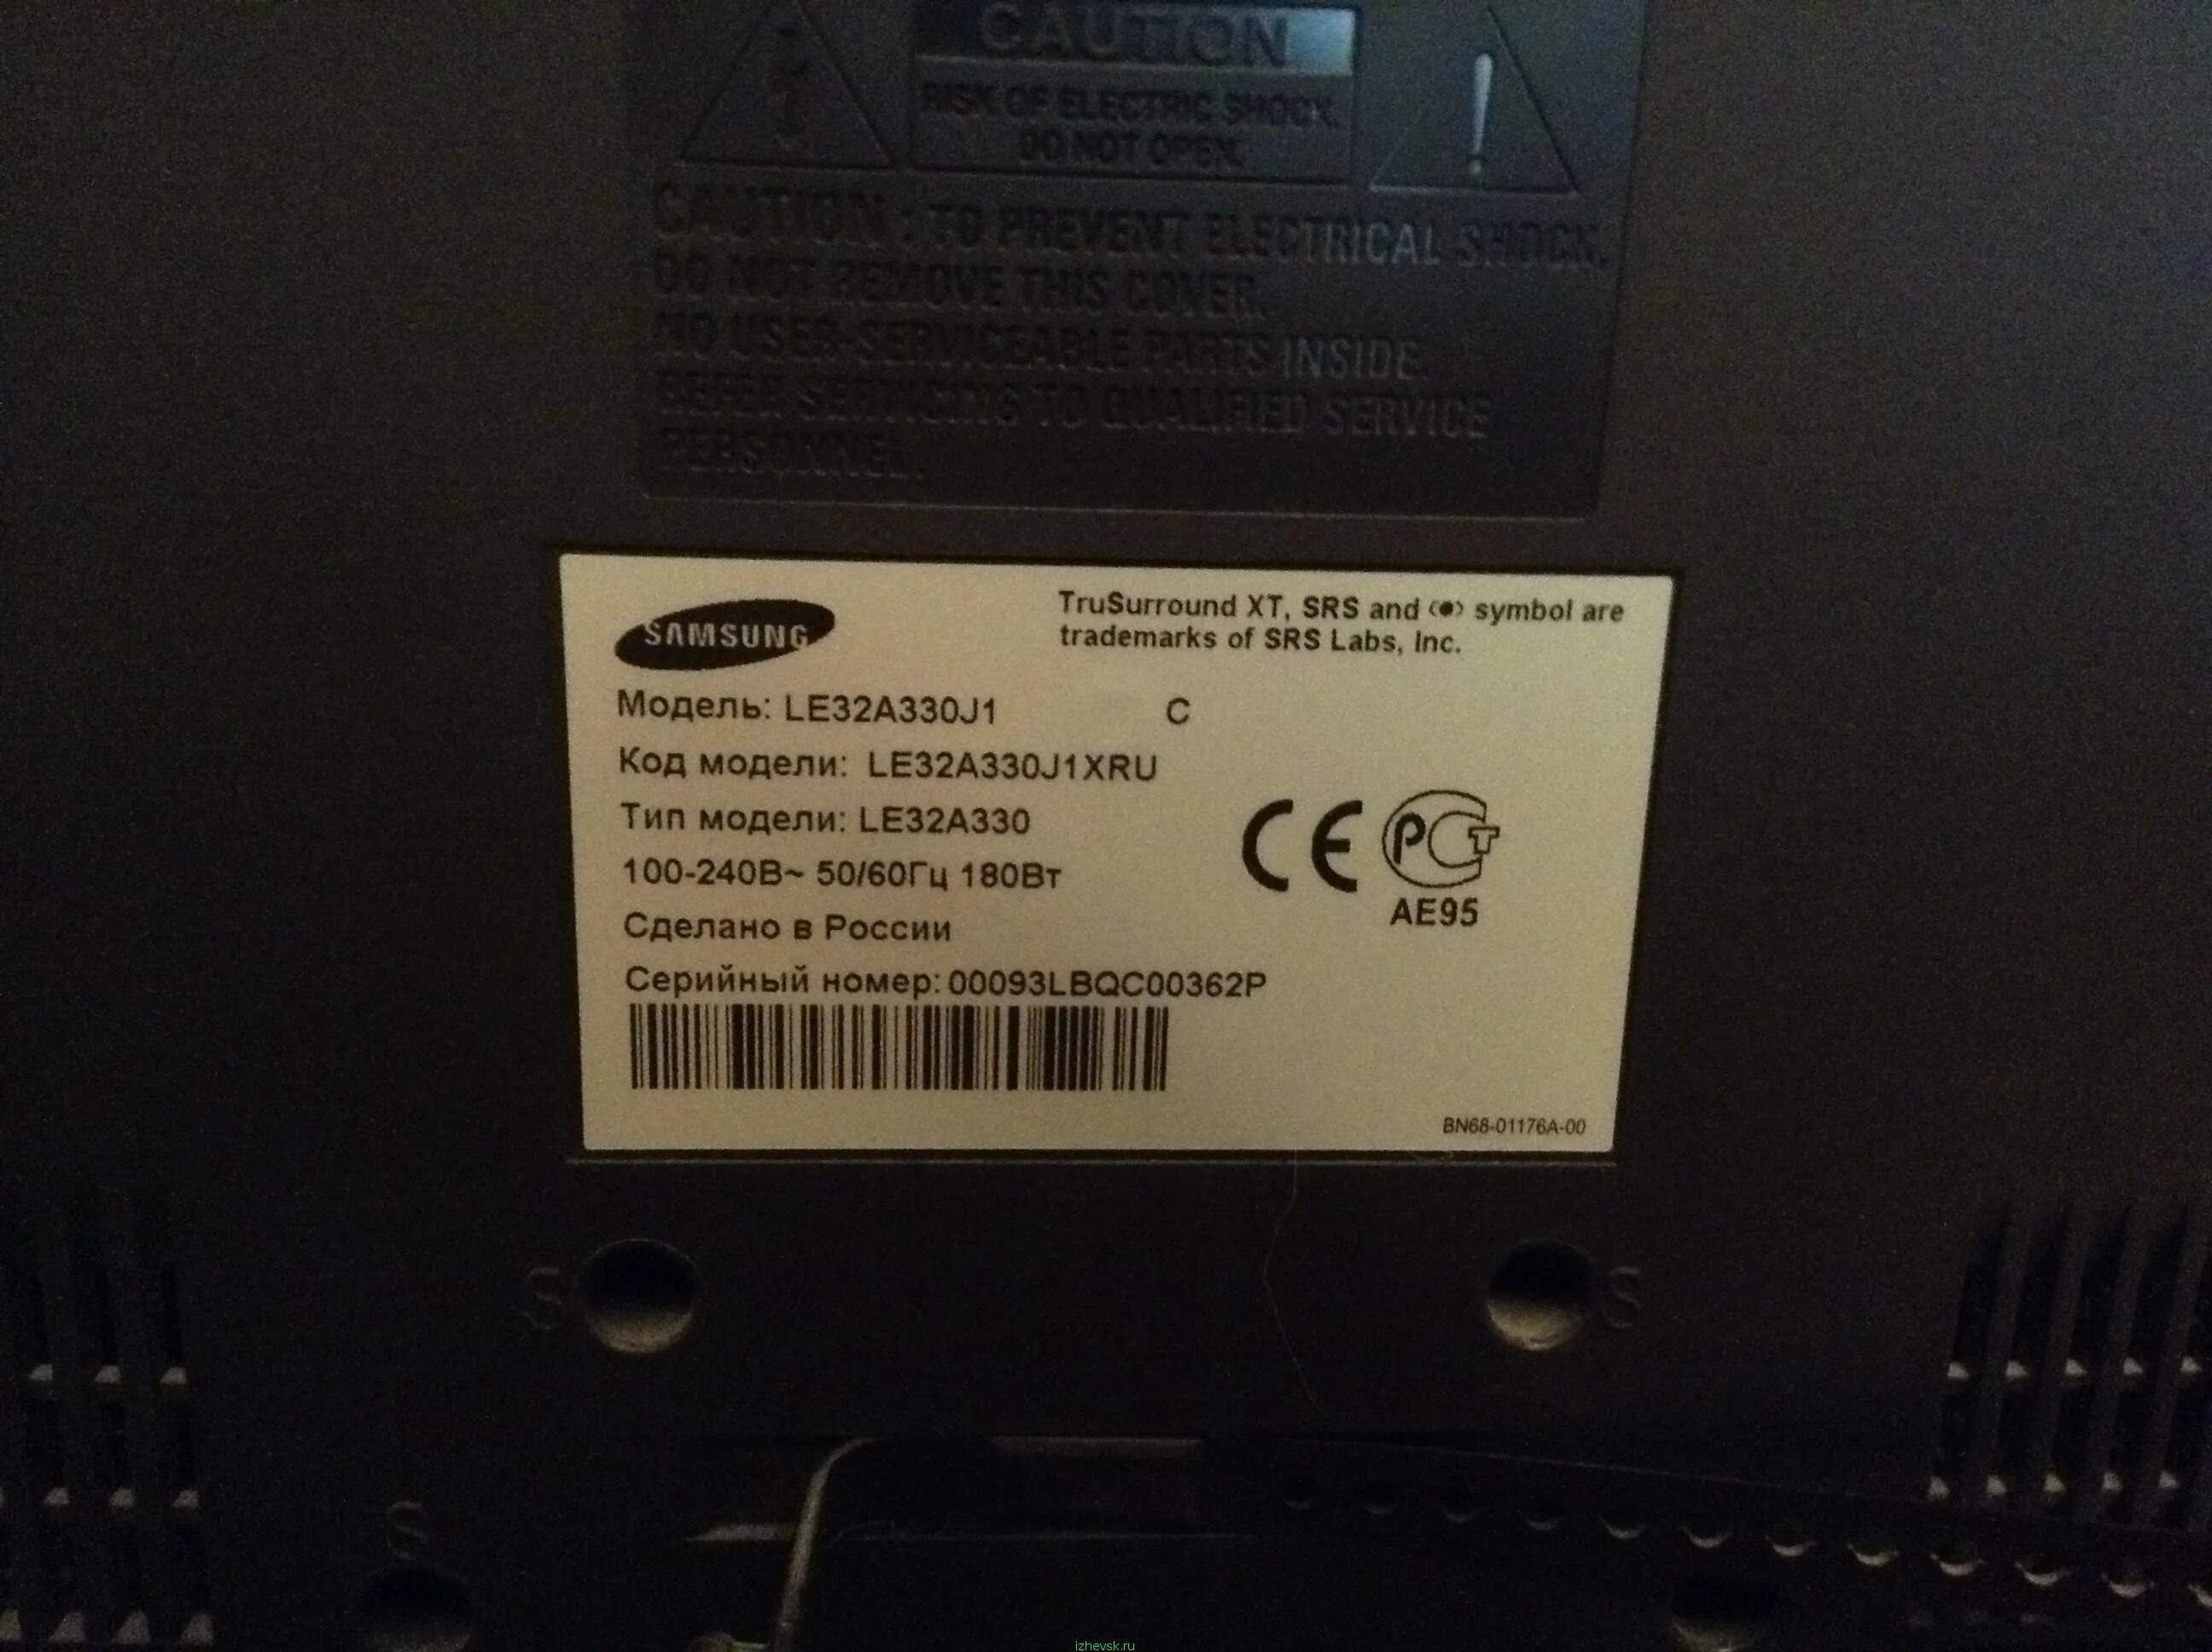 CAUTION
RISK OF ELECTRIC SHOCK.
DO NOT OPEN.
CAUTION : TO PREVENT ELECTRICAL SHOCK.
DO NOT REMOVE THIS COVER.
NO USER-SERVICEABLE PARTS INSIDE.
REFER SERVICING TO QUALIFIED SERVICE
PERSONNEL.
SAMSUNG
TruSurround XT, SRS and (●) symbol are
trademarks of SRS Labs, Inc.
Модель: LE32A330J1 C
Код модели: LE32A330J1XRU
Тип модели: LE32A330
100-240В~ 50/60Гц 180Вт
CE РСТ
AE95
Сделано в России
Серийный номер: 00093LBQC00362P
BN68-01176A-00
S S
S
izhevsk.ru